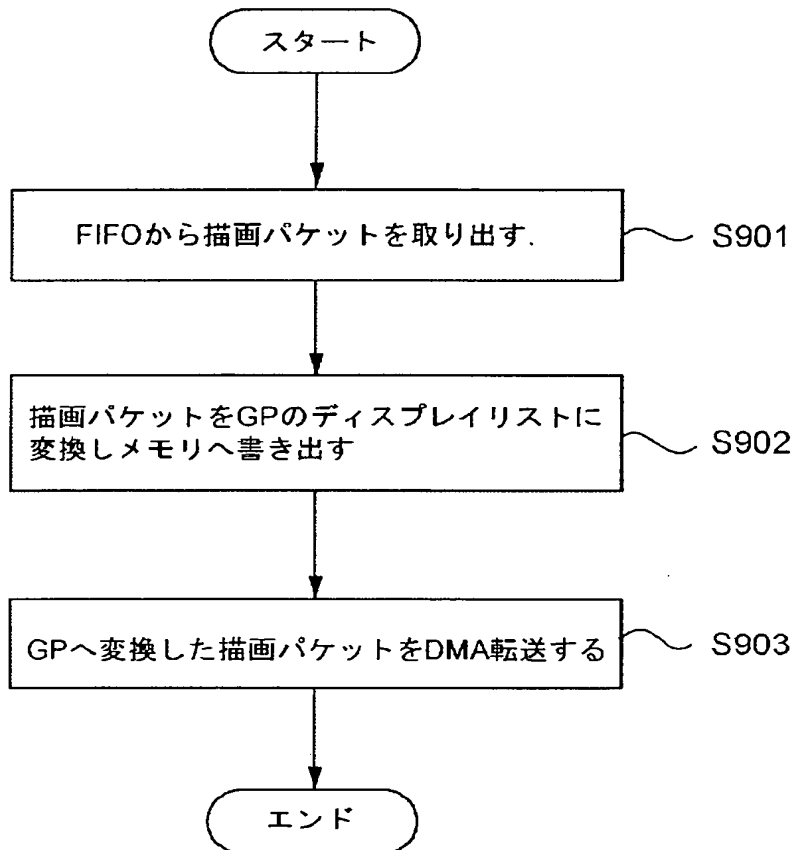 スタート
FIFOから描画パケットを取り出す.
S901
描画パケットをGPのディスプレイリストに
変換しメモリへ書き出す
S902
GPへ変換した描画パケットをDMA転送する
S903
エンド